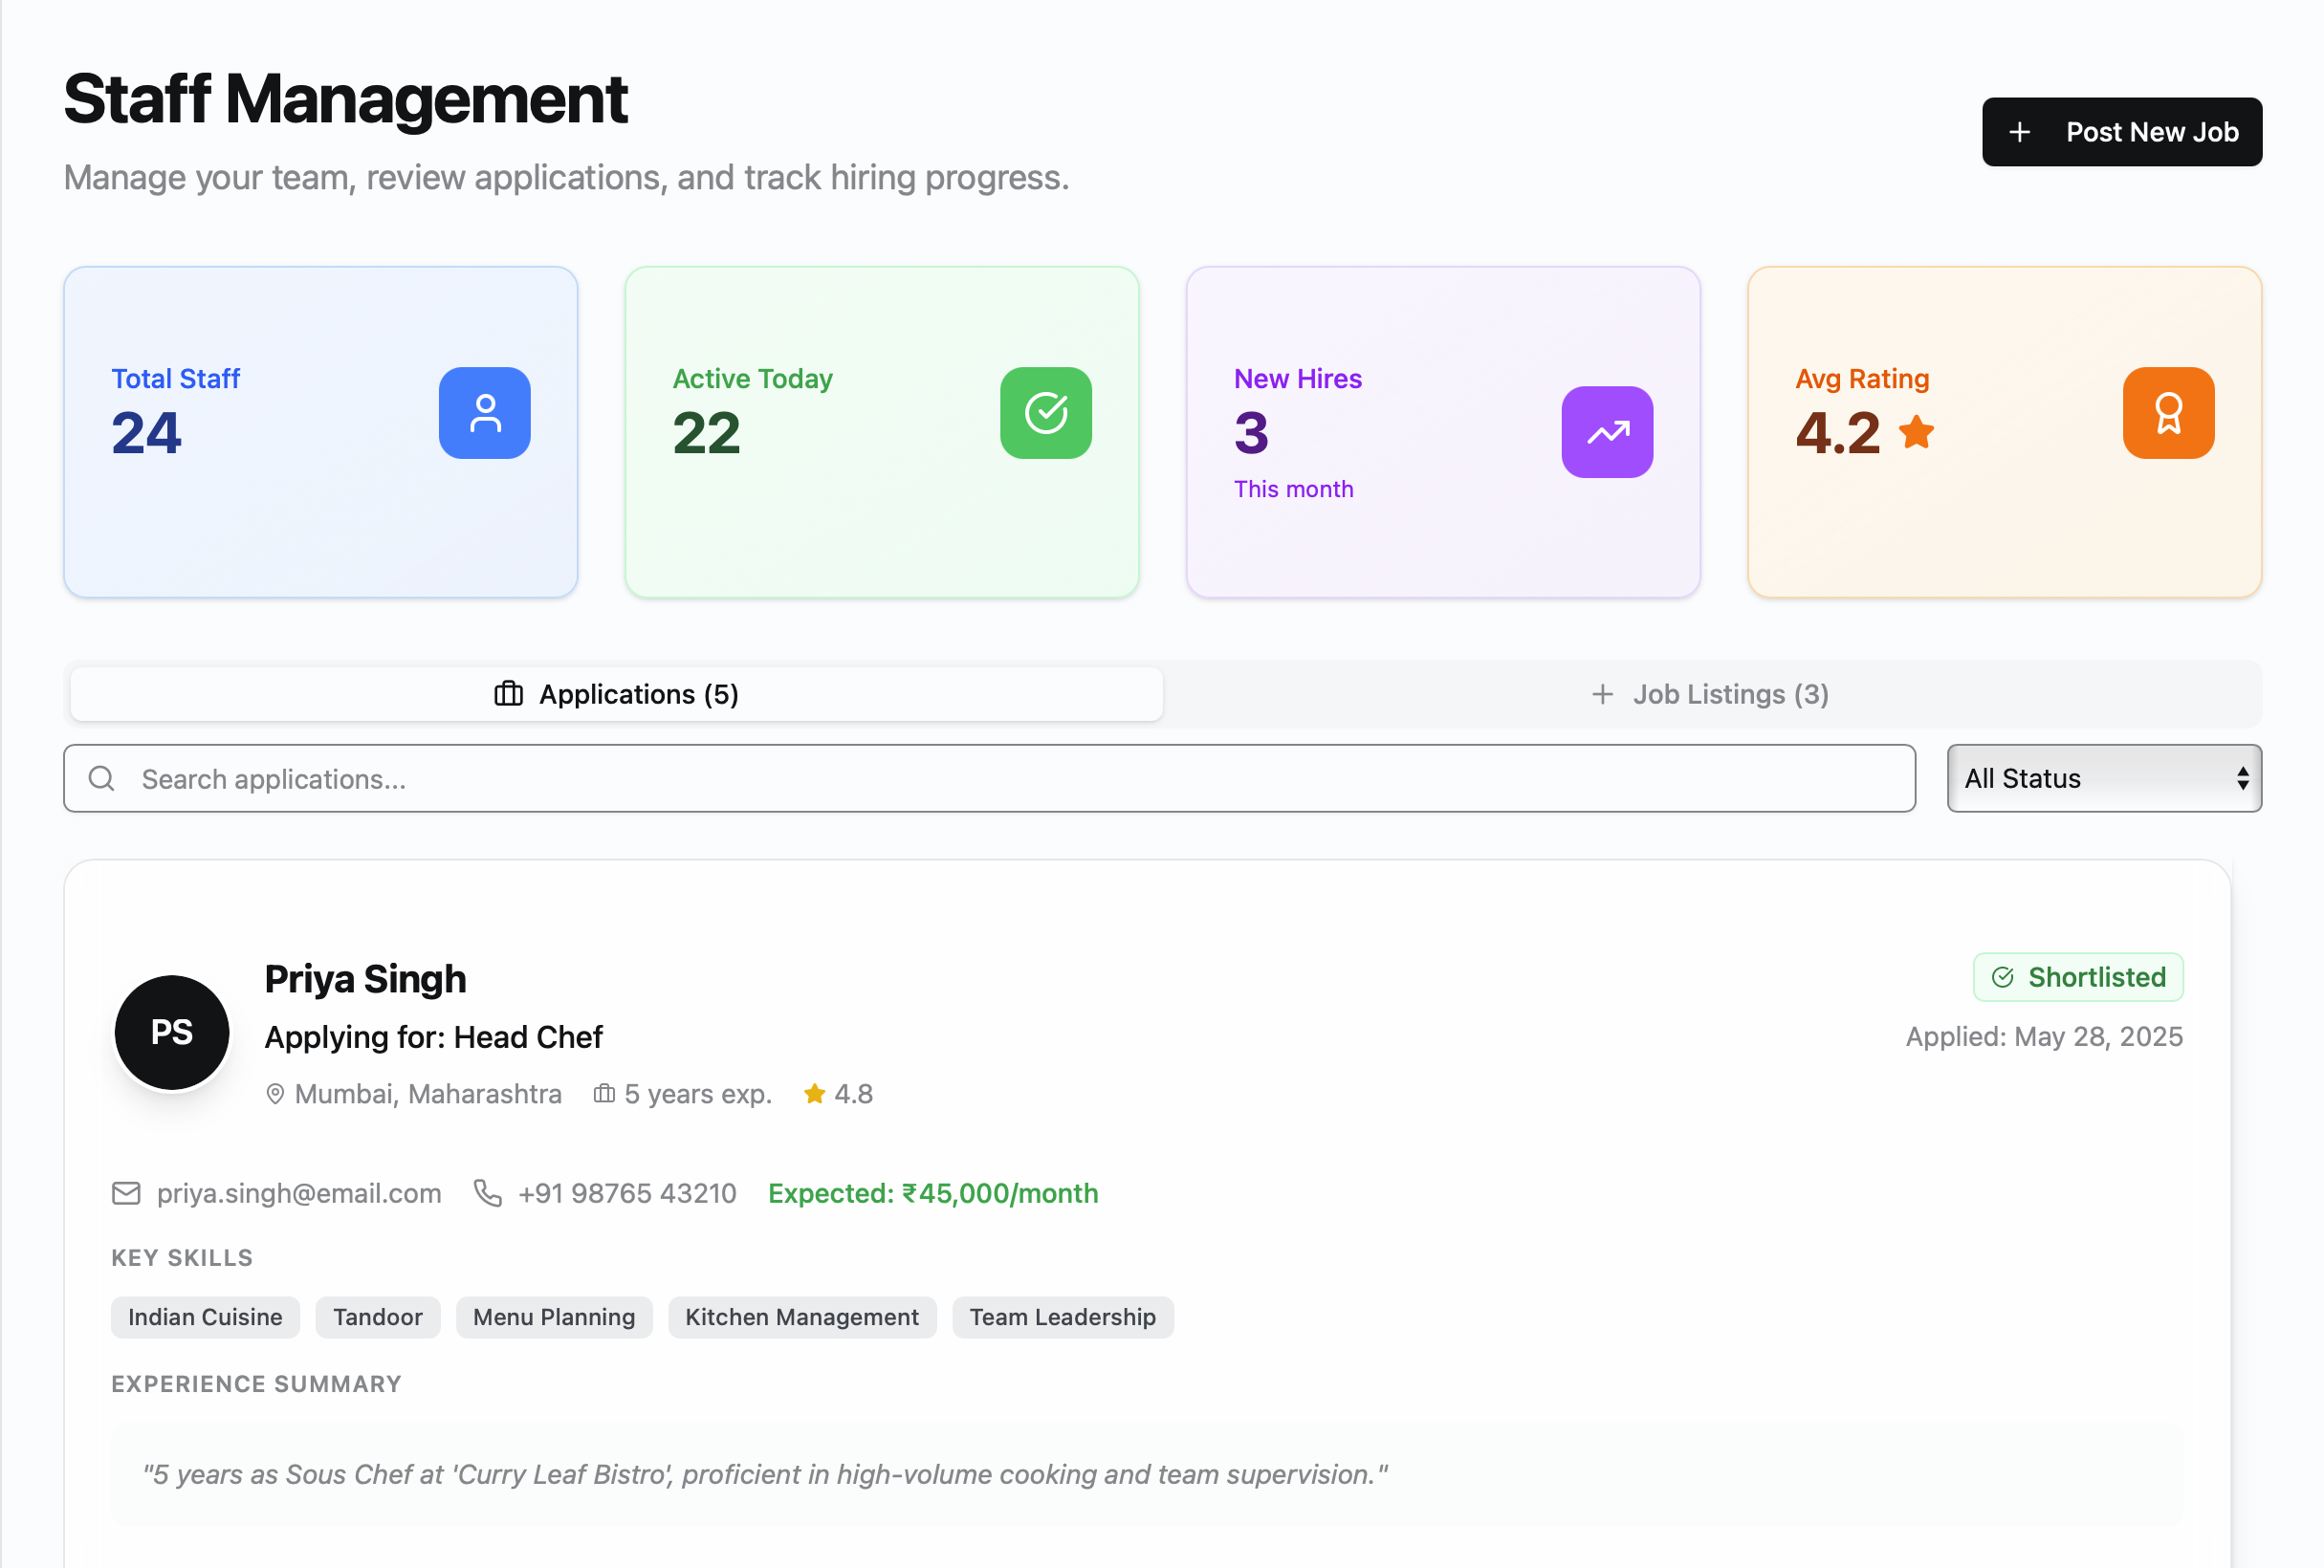 Staff Management
Manage your team, review applications, and track hiring progress.
Post New Job
Total Staff
24
Active Today
22
New Hires
3
This month
Avg Rating
4.2
Applications (5)
Job Listings (3)
Search applications...
All Status
PS
Priya Singh
Applying for: Head Chef
Mumbai, Maharashtra 5 years exp. 4.8
Shortlisted
Applied: May 28, 2025
priya.singh@email.com +91 98765 43210 Expected: ₹45,000/month
KEY SKILLS
Indian Cuisine Tandoor Menu Planning Kitchen Management Team Leadership
EXPERIENCE SUMMARY
"5 years as Sous Chef at 'Curry Leaf Bistro', proficient in high-volume cooking and team supervision."